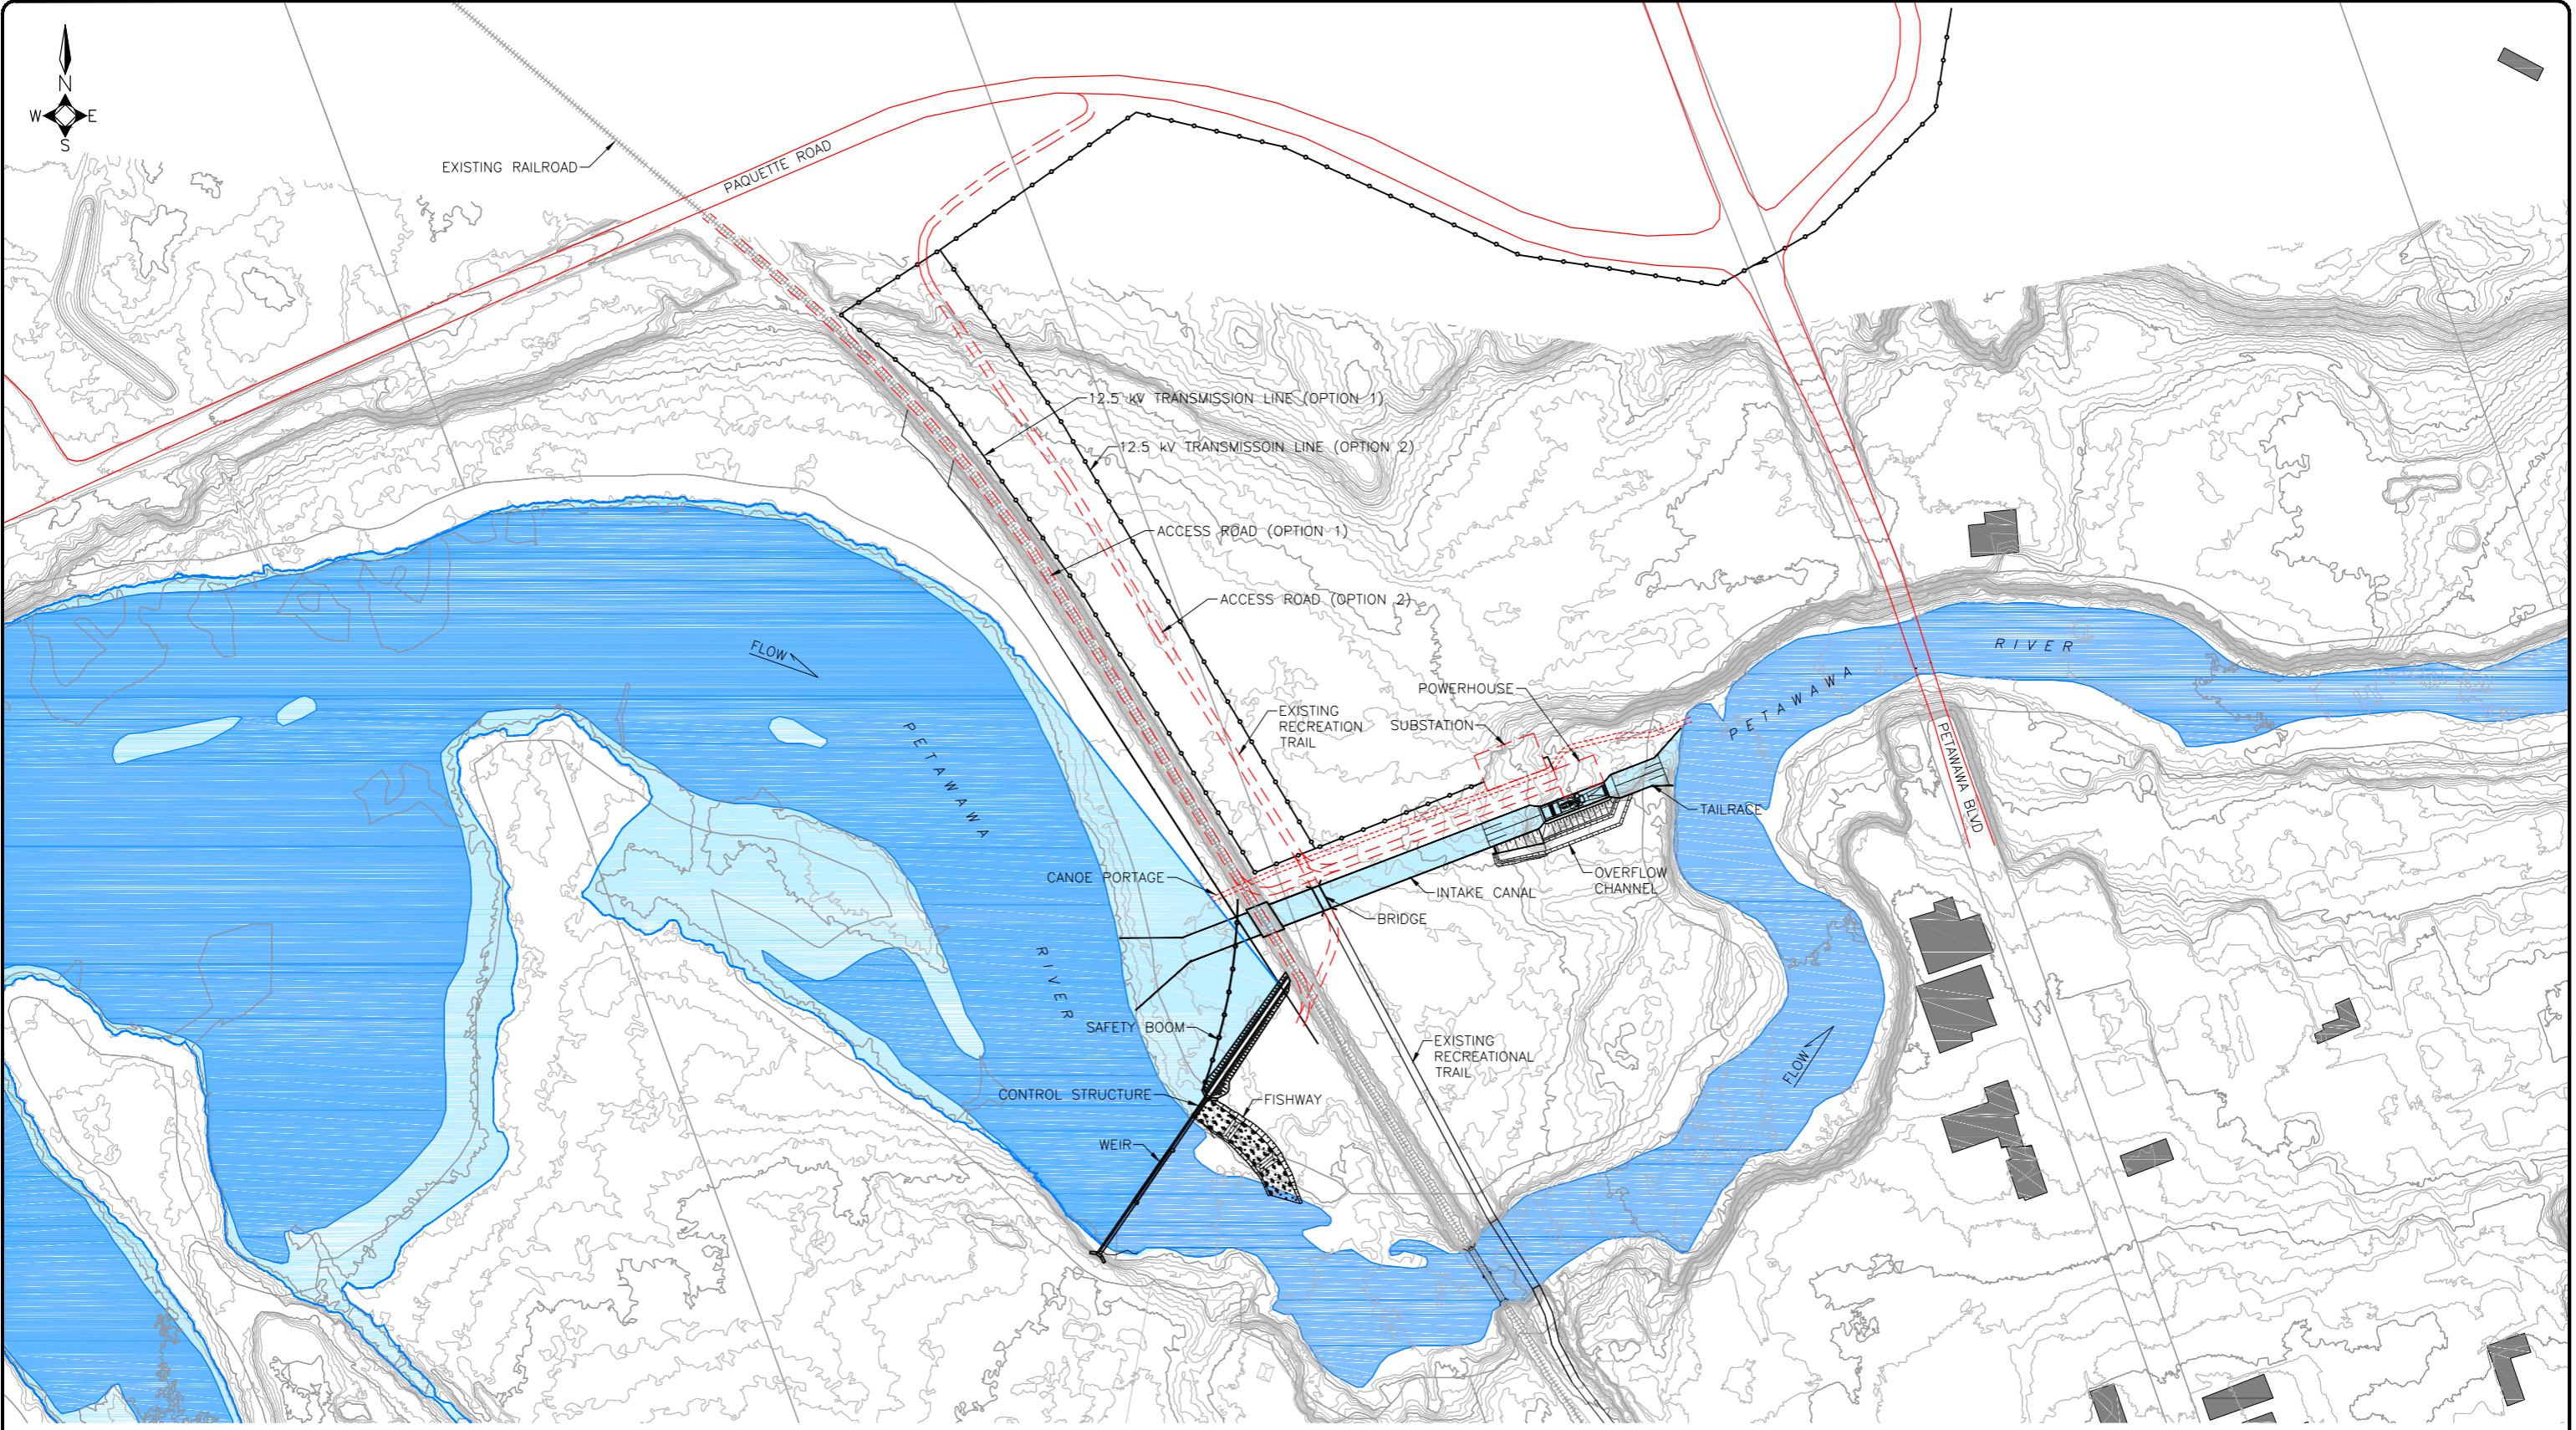 N
W E
S
EXISTING RAILROAD
PAQUETTE ROAD
12.5 kV TRANSMISSION LINE (OPTION 1)
12.5 kV TRANSMISSOIN LINE (OPTION 2)
ACCESS ROAD (OPTION 1)
ACCESS ROAD (OPTION 2)
FLOW
RIVER
PETAWAWA
POWERHOUSE
SUBSTATION
EXISTING
RECREATION
TRAIL
PETAWAWA
PETAWAWA BLVD
TAILRACE
OVERFLOW
CHANNEL
CANOE PORTAGE
INTAKE CANAL
BRIDGE
RIVER
SAFETY BOOM
EXISTING
RECREATIONAL
TRAIL
FLOW
CONTROL STRUCTURE
FISHWAY
WEIR